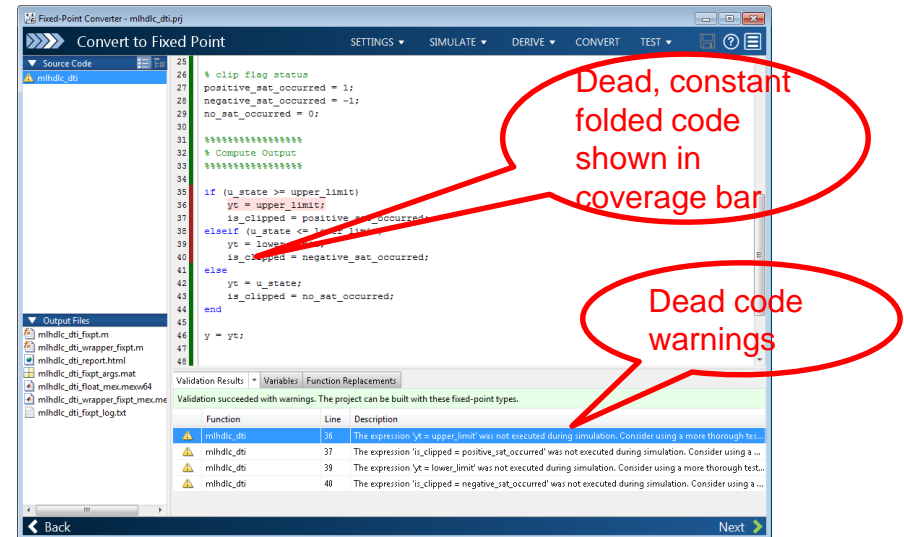 Fixed-Point Converter - mlhdlc_dti.prj
Convert to Fixed Point
SETTINGS ▼ SIMULATE ▼ DERIVE ▼ CONVERT TEST ▼
Source Code
mlhdlc_dti
25
26 % clip flag status
27 positive_sat_occurred = 1;
28 negative_sat_occurred = -1;
29 no_sat_occurred = 0;
30
31 %%%%%%%%%%%%%%%%%
32 % Compute Output
33 %%%%%%%%%%%%%%%%%
34
35 if (u_state >= upper_limit)
36 yt = upper_limit;
37 is_clipped = positive_sat_occurred;
38 elseif (u_state <= lower_limit)
39 yt = lower
40 is_clipped = negative_sat_occurred;
41 else
42 yt = u_state;
43 is_clipped = no_sat_occurred;
44 end
45
46 y = yt;
47
48
Dead, constant
folded code
shown in
coverage bar
Dead code
warnings
Output Files
mlhdlc_dti_fixpt.m
mlhdlc_dti_wrapper_fixpt.m
mlhdlc_dti_report.html
mlhdlc_dti_fixpt_args.mat
mlhdlc_dti_float_mex.mexw64
mlhdlc_dti_wrapper_fixpt_mex.me
mlhdlc_dti_fixpt_log.txt
Validation Results Variables Function Replacements
Validation succeeded with warnings. The project can be built with these fixed-point types.
Function Line Description
mlhdlc_dti 36 The expression 'yt = upper_limit' was not executed during simulation. Consider using a more thorough tes...
mlhdlc_dti 37 The expression 'is_clipped = positive_sat_occurred' was not executed during simulation. Consider using a ...
mlhdlc_dti 39 The expression 'yt = lower_limit' was not executed during simulation. Consider using a more thorough test...
mlhdlc_dti 40 The expression 'is_clipped = negative_sat_occurred' was not executed during simulation. Consider using a ...
Back Next